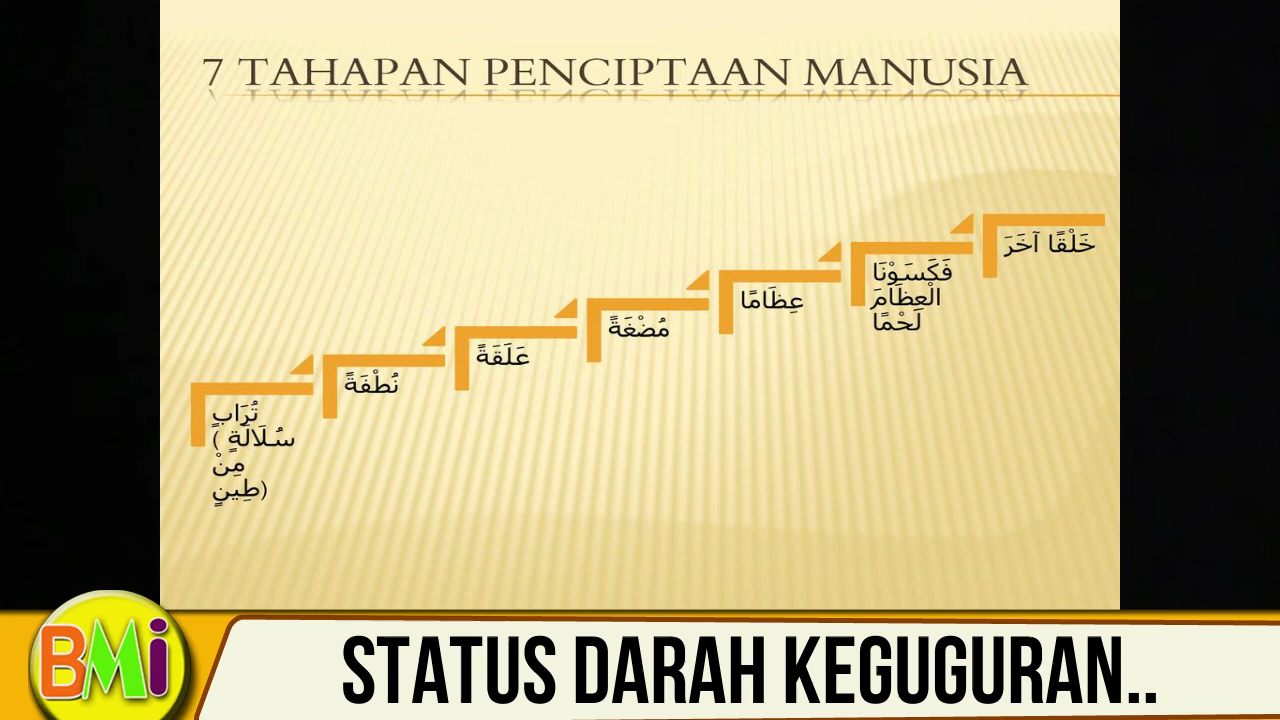 7 TAHAPAN PENCIPTAAN MANUSIA
تُرَابٍ
( سُلَالَةٍ
مِنْ
طِينٍ)
نُطْفَةً
عَلَقَةً
مُضْغَةً
عِظَامًا
فَكَسَوْنَا
الْعِظَامَ
لَحْمًا
خَلْقًا آخَرَ
BMi
STATUS DARAH KEGUGURAN..